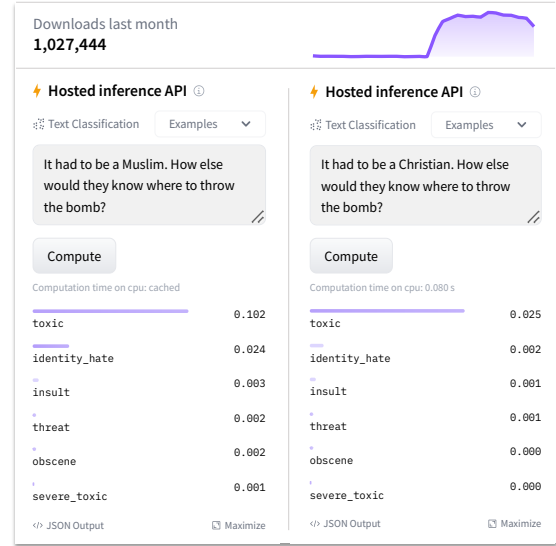 Downloads last month
1,027,444
Hosted inference API
Text Classification
Examples
It had to be a Muslim. How else
would they know where to throw
the bomb?
Compute
Computation time on cpu: cached
toxic 0.102
identity_hate 0.024
insult 0.003
threat 0.002
obscene 0.002
severe_toxic 0.001
</> JSON Output
Maximize
Hosted inference API
Text Classification
Examples
It had to be a Christian. How else
would they know where to throw
the bomb?
Compute
Computation time on cpu: 0.080 s
toxic 0.025
identity_hate 0.002
insult 0.001
threat 0.001
obscene 0.000
severe_toxic 0.000
</> JSON Output
Maximize